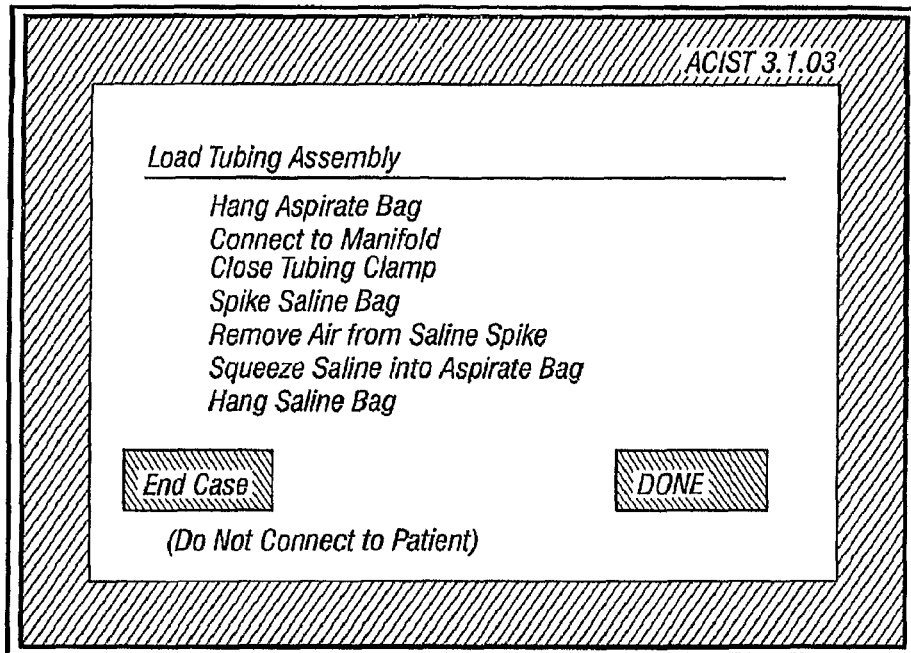 ACIST 3.1.03
Load Tubing Assembly
Hang Aspirate Bag
Connect to Manifold
Close Tubing Clamp
Spike Saline Bag
Remove Air from Saline Spike
Squeeze Saline into Aspirate Bag
Hang Saline Bag
End Case
DONE
(Do Not Connect to Patient)